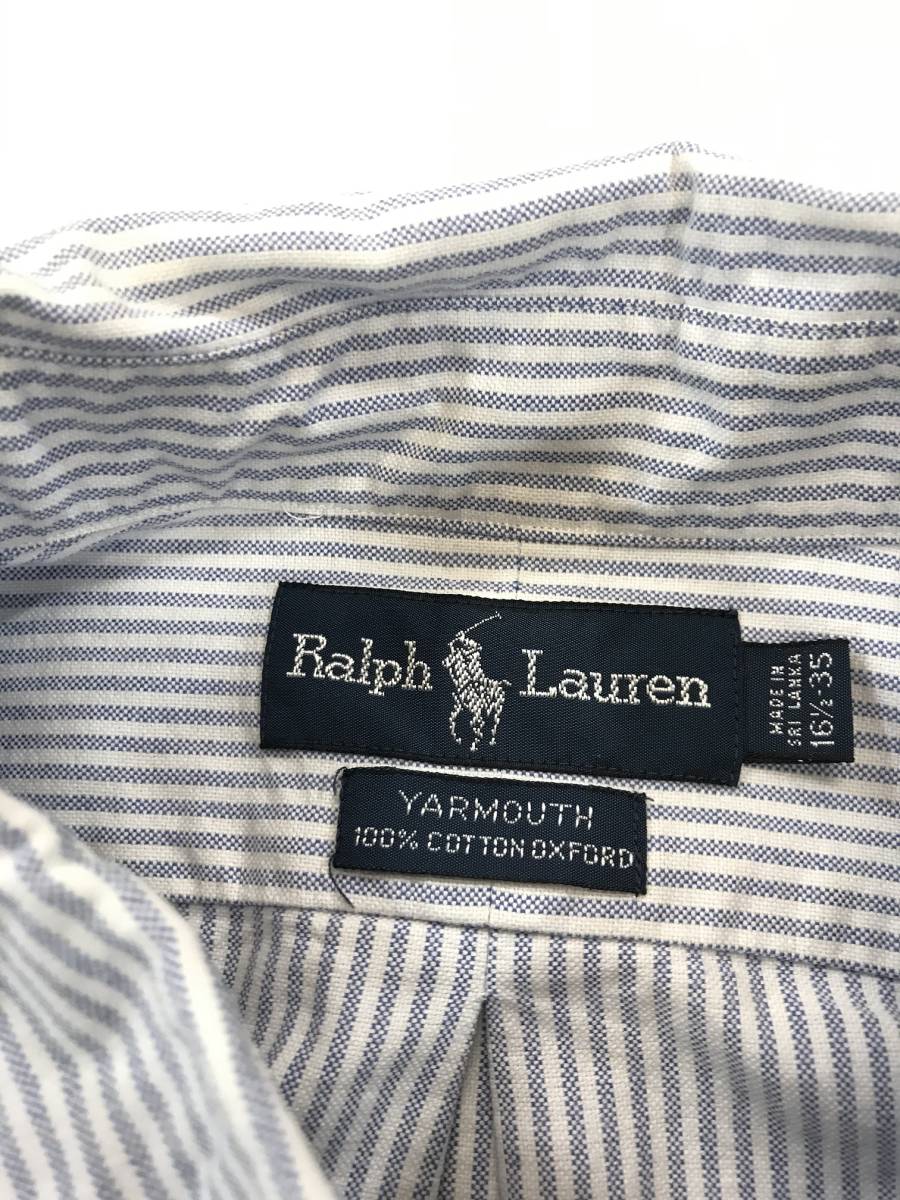 Ralph Lauren
MADE IN
SRI LANKA
16½-35
YARMOUTH
100% COTTON OXFORD